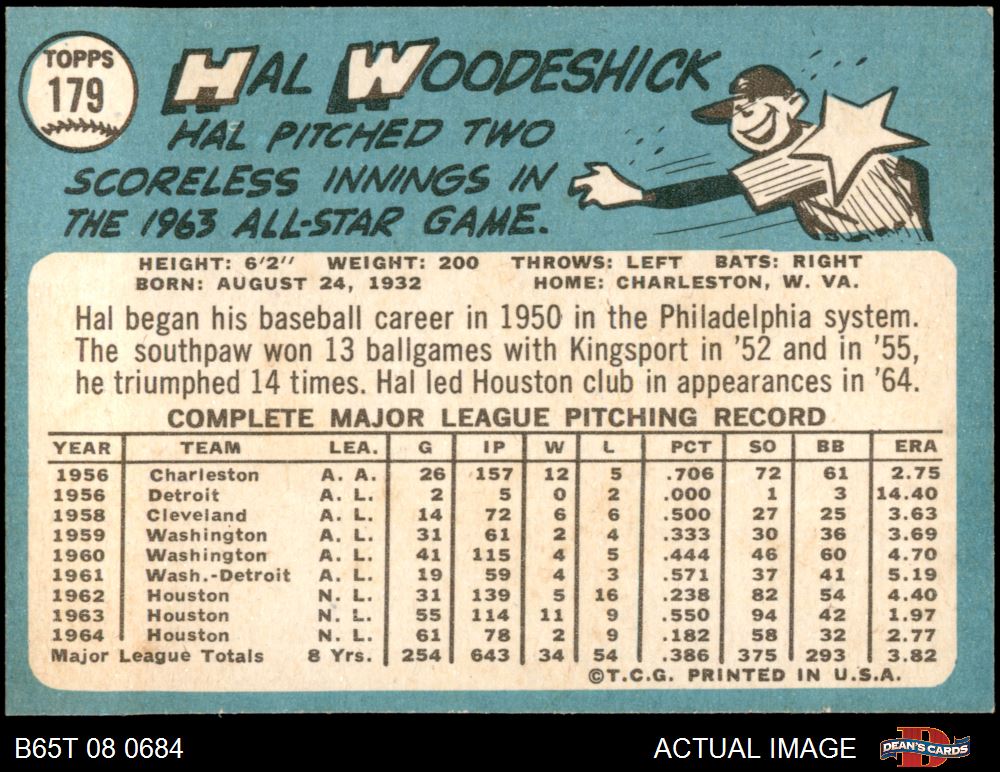 TOPPS
179
HAL WOODESHICK
HAL PITCHED TWO
SCORELESS INNINGS IN
THE 1963 ALL-STAR GAME.
HEIGHT: 6'2" WEIGHT: 200 THROWS: LEFT BATS: RIGHT
BORN: AUGUST 24, 1932 HOME: CHARLESTON, W. VA.
Hal began his baseball career in 1950 in the Philadelphia system.
The southpaw won 13 ballgames with Kingsport in '52 and in '55,
he triumphed 14 times. Hal led Houston club in appearances in '64.
COMPLETE MAJOR LEAGUE PITCHING RECORD
YEAR TEAM LEA. G IP W L PCT SO BB ERA
1956 Charleston A. A. 26 157 12 5 .706 72 61 2.75
1956 Detroit A. L. 2 5 0 2 .000 1 3 14.40
1958 Cleveland A. L. 14 72 6 6 .500 27 25 3.63
1959 Washington A. L. 31 61 2 4 .333 30 36 3.69
1960 Washington A. L. 41 115 4 5 .444 46 60 4.70
1961 Wash.-Detroit A. L. 19 59 4 3 .571 37 41 5.19
1962 Houston N. L. 31 139 5 16 .238 82 54 4.40
1963 Houston N. L. 55 114 11 9 .550 94 42 1.97
1964 Houston N. L. 61 78 2 9 .182 58 32 2.77
Major League Totals 8 Yrs. 254 643 34 54 .386 375 293 3.82
©T.C.G. PRINTED IN U.S.A.
B65T 08 0684 ACTUAL IMAGE DEAN'S CARDS